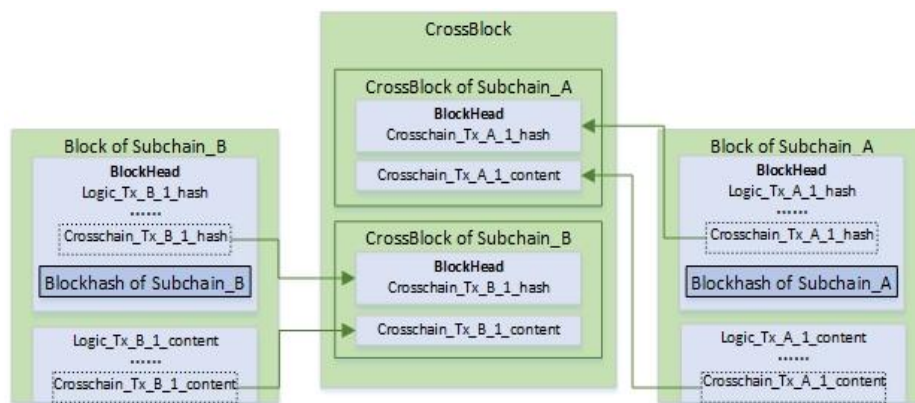 CrossBlock
CrossBlock of Subchain_A
BlockHead
Crosschain_Tx_A_1_hash
Crosschain_Tx_A_1_content
CrossBlock of Subchain_B
BlockHead
Crosschain_Tx_B_1_hash
Crosschain_Tx_B_1_content
Block of Subchain_B
BlockHead
Logic_Tx_B_1_hash
......
Crosschain_Tx_B_1_hash
Blockhash of Subchain_B
Logic_Tx_B_1_content
......
Crosschain_Tx_B_1_content
Block of Subchain_A
BlockHead
Logic_Tx_A_1_hash
......
Crosschain_Tx_A_1_hash
Blockhash of Subchain_A
Logic_Tx_A_1_content
......
Crosschain_Tx_A_1_content